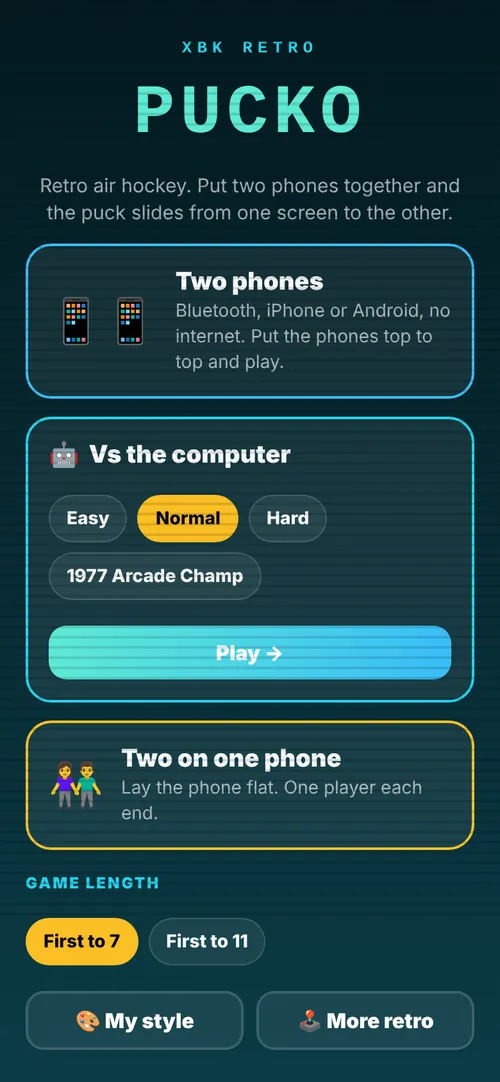 XBK RETRO
PUCKO
Retro air hockey. Put two phones together and
the puck slides from one screen to the other.
Two phones
Bluetooth, iPhone or Android, no
internet. Put the phones top to
top and play.
Vs the computer
Easy
Normal
Hard
1977 Arcade Champ
Play →
Two on one phone
Lay the phone flat. One player each
end.
GAME LENGTH
First to 7
First to 11
My style
More retro